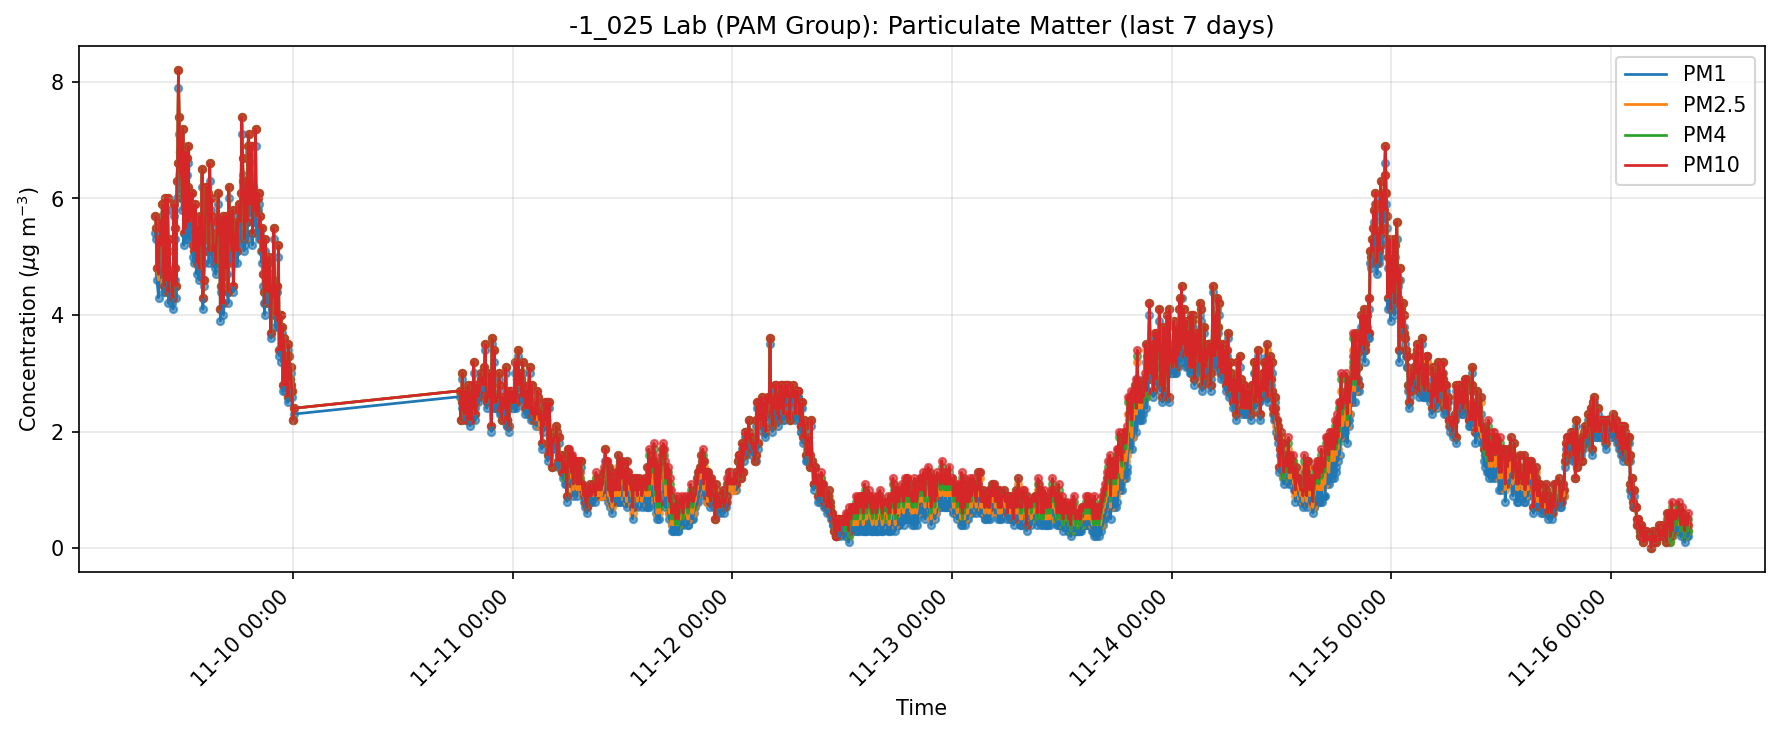 -1_025 Lab (PAM Group): Particulate Matter (last 7 days)
Concentration (µg m⁻³)
8
6
4
2
0
PM1
PM2.5
PM4
PM10
11-10 00:00
11-11 00:00
11-12 00:00
11-13 00:00
11-14 00:00
11-15 00:00
11-16 00:00
Time